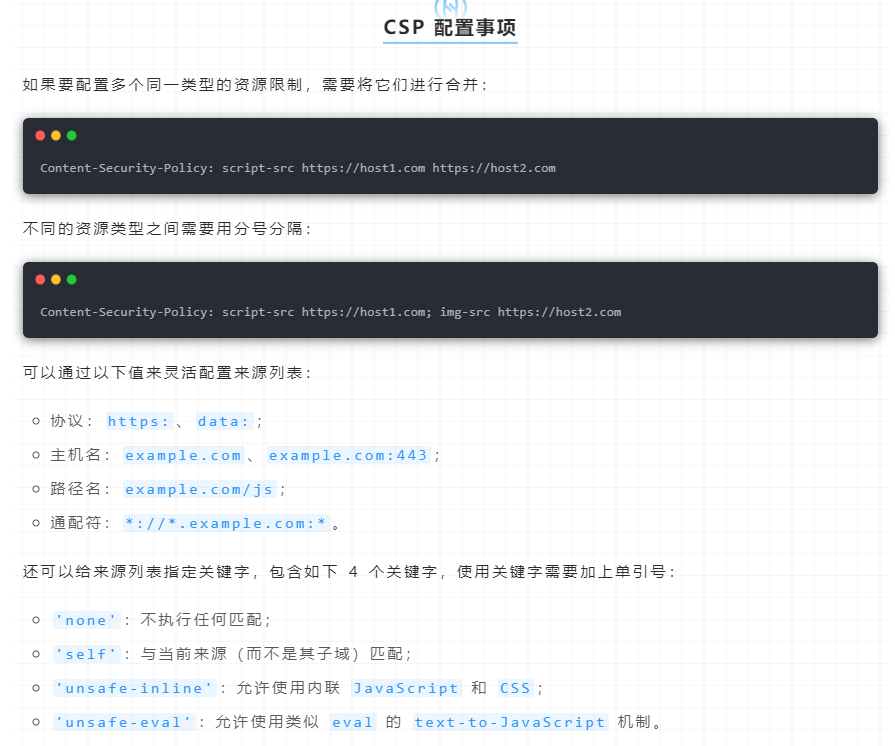 CSP 配置事项
如果要配置多个同一类型的资源限制，需要将它们进行合并：
Content-Security-Policy: script-src https://host1.com https://host2.com
不同的资源类型之间需要用分号分隔：
Content-Security-Policy: script-src https://host1.com; img-src https://host2.com
可以通过以下值来灵活配置来源列表：
协议： https:、 data:；
主机名： example.com、 example.com:443；
路径名： example.com/js；
通配符： *://*.example.com:*。
还可以给来源列表指定关键字，包含如下 4 个关键字，使用关键字需要加上单引号：
'none'：不执行任何匹配；
'self'：与当前来源（而不是其子域）匹配；
'unsafe-inline'：允许使用内联 JavaScript 和 CSS；
'unsafe-eval'：允许使用类似 eval 的 text-to-JavaScript 机制。